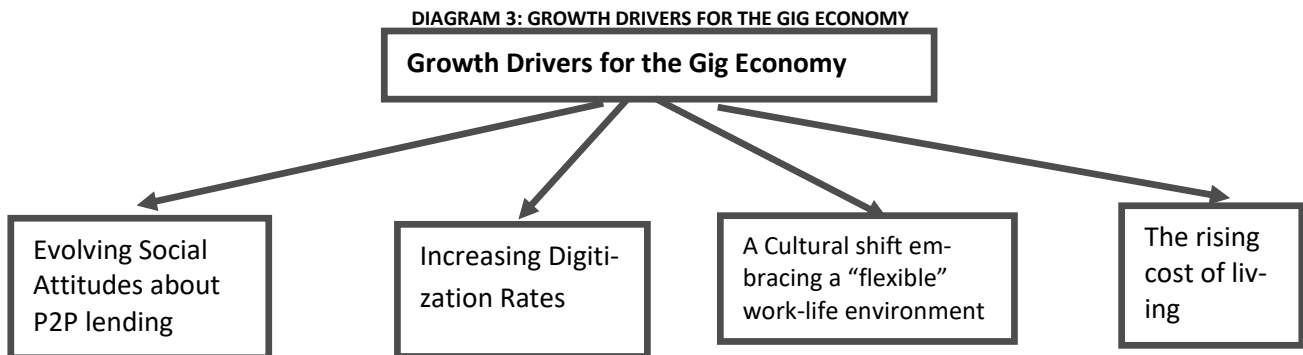 DIAGRAM 3: GROWTH DRIVERS FOR THE GIG ECONOMY
Growth Drivers for the Gig Economy
Evolving Social
Attitudes about
P2P lending
Increasing Digiti-
zation Rates
A Cultural shift em-
bracing a “flexible”
work-life environment
The rising
cost of liv-
ing